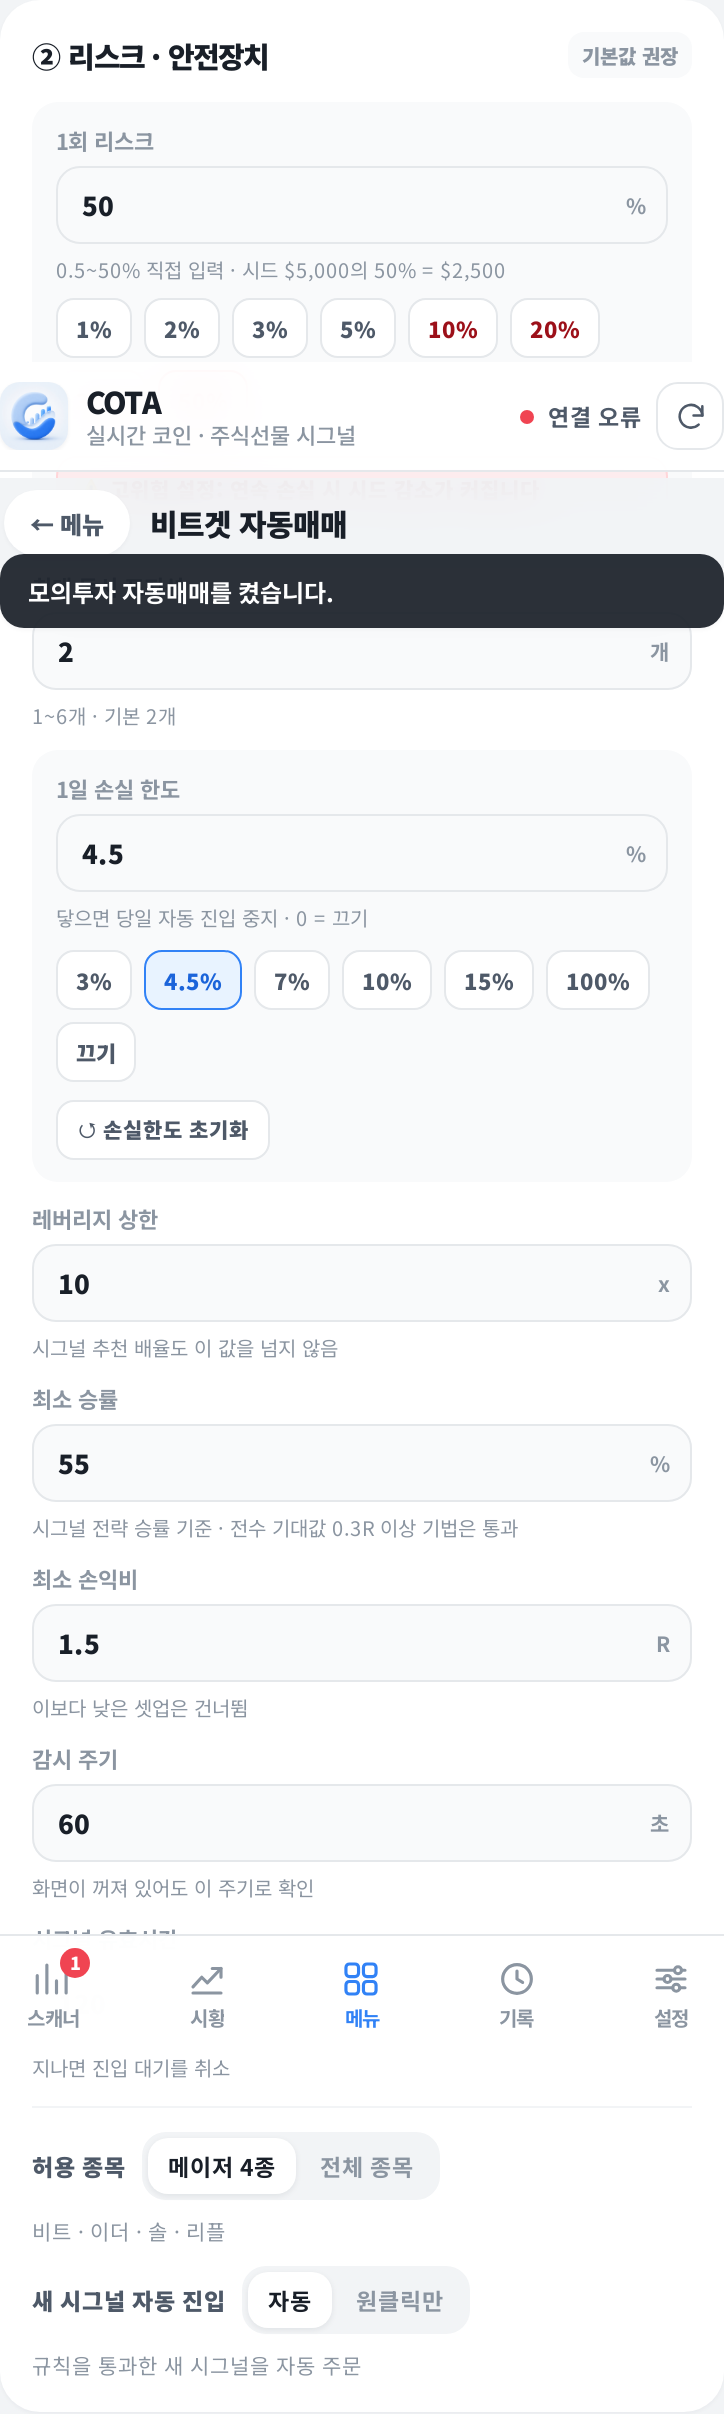 ② 리스크 · 안전장치
기본값 권장
1회 리스크
50 %
0.5~50% 직접 입력 · 시드 $5,000의 50% = $2,500
1% 2% 3% 5% 10% 20%
COTA
실시간 코인 · 주식선물 시그널
연결 오류
← 메뉴
비트겟 자동매매
모의투자 자동매매를 켰습니다.
2 개
1~6개 · 기본 2개
1일 손실 한도
4.5 %
닿으면 당일 자동 진입 중지 · 0 = 끄기
3% 4.5% 7% 10% 15% 100%
끄기
손실한도 초기화
레버리지 상한
10 x
시그널 추천 배율도 이 값을 넘지 않음
최소 승률
55 %
시그널 전략 승률 기준 · 전수 기대값 0.3R 이상 기법은 통과
최소 손익비
1.5 R
이보다 낮은 셋업은 건너뜀
감시 주기
60 초
화면이 꺼져 있어도 이 주기로 확인
1
스캐너 시황 메뉴 기록 설정
지나면 진입 대기를 취소
허용 종목 메이저 4종 전체 종목
비트 · 이더 · 솔 · 리플
새 시그널 자동 진입 자동 원클릭만
규칙을 통과한 새 시그널을 자동 주문